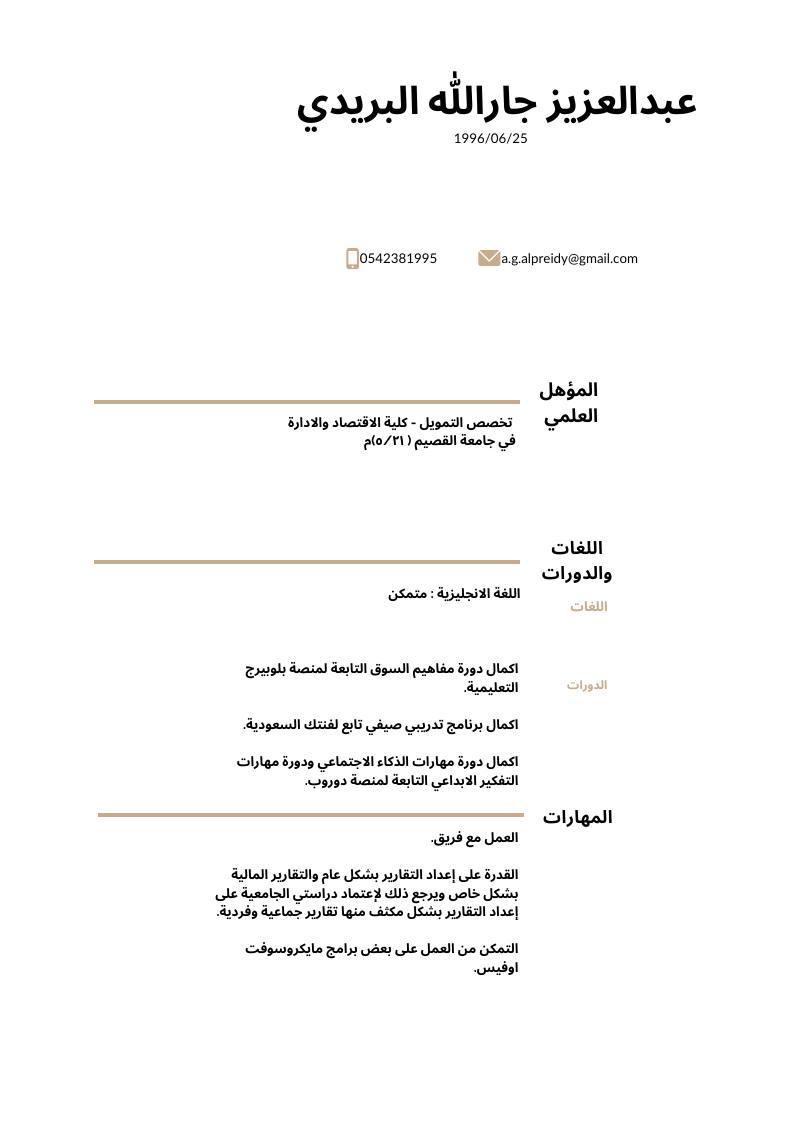 عبدالعزيز جارالله البريدي
1996/06/25
0542381995
a.g.alpreidy@gmail.com
المؤهل
العلمي
تخصص التمويل - كلية الاقتصاد والادارة
في جامعة القصيم (٥/٢١)م
اللغات
والدورات
اللغات
اللغة الانجليزية : متمكن
الدورات
اكمال دورة مفاهيم السوق التابعة لمنصة بلوبيرج
التعليمية.
اكمال برنامج تدريبي صيفي تابع لفنتك السعودية.
اكمال دورة مهارات الذكاء الاجتماعي ودورة مهارات
التفكير الابداعي التابعة لمنصة دوروب.
المهارات
العمل مع فريق.
القدرة على إعداد التقارير بشكل عام والتقارير المالية
بشكل خاص ويرجع ذلك لإعتماد دراستي الجامعية على
إعداد التقارير بشكل مكثف منها تقارير جماعية وفردية.
التمكن من العمل على بعض برامج مايكروسوفت
اوفيس.